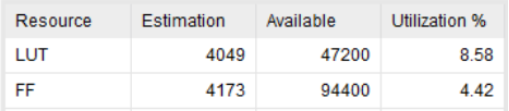 Resource Estimation Available Utilization %
LUT 4049 47200 8.58
FF 4173 94400 4.42